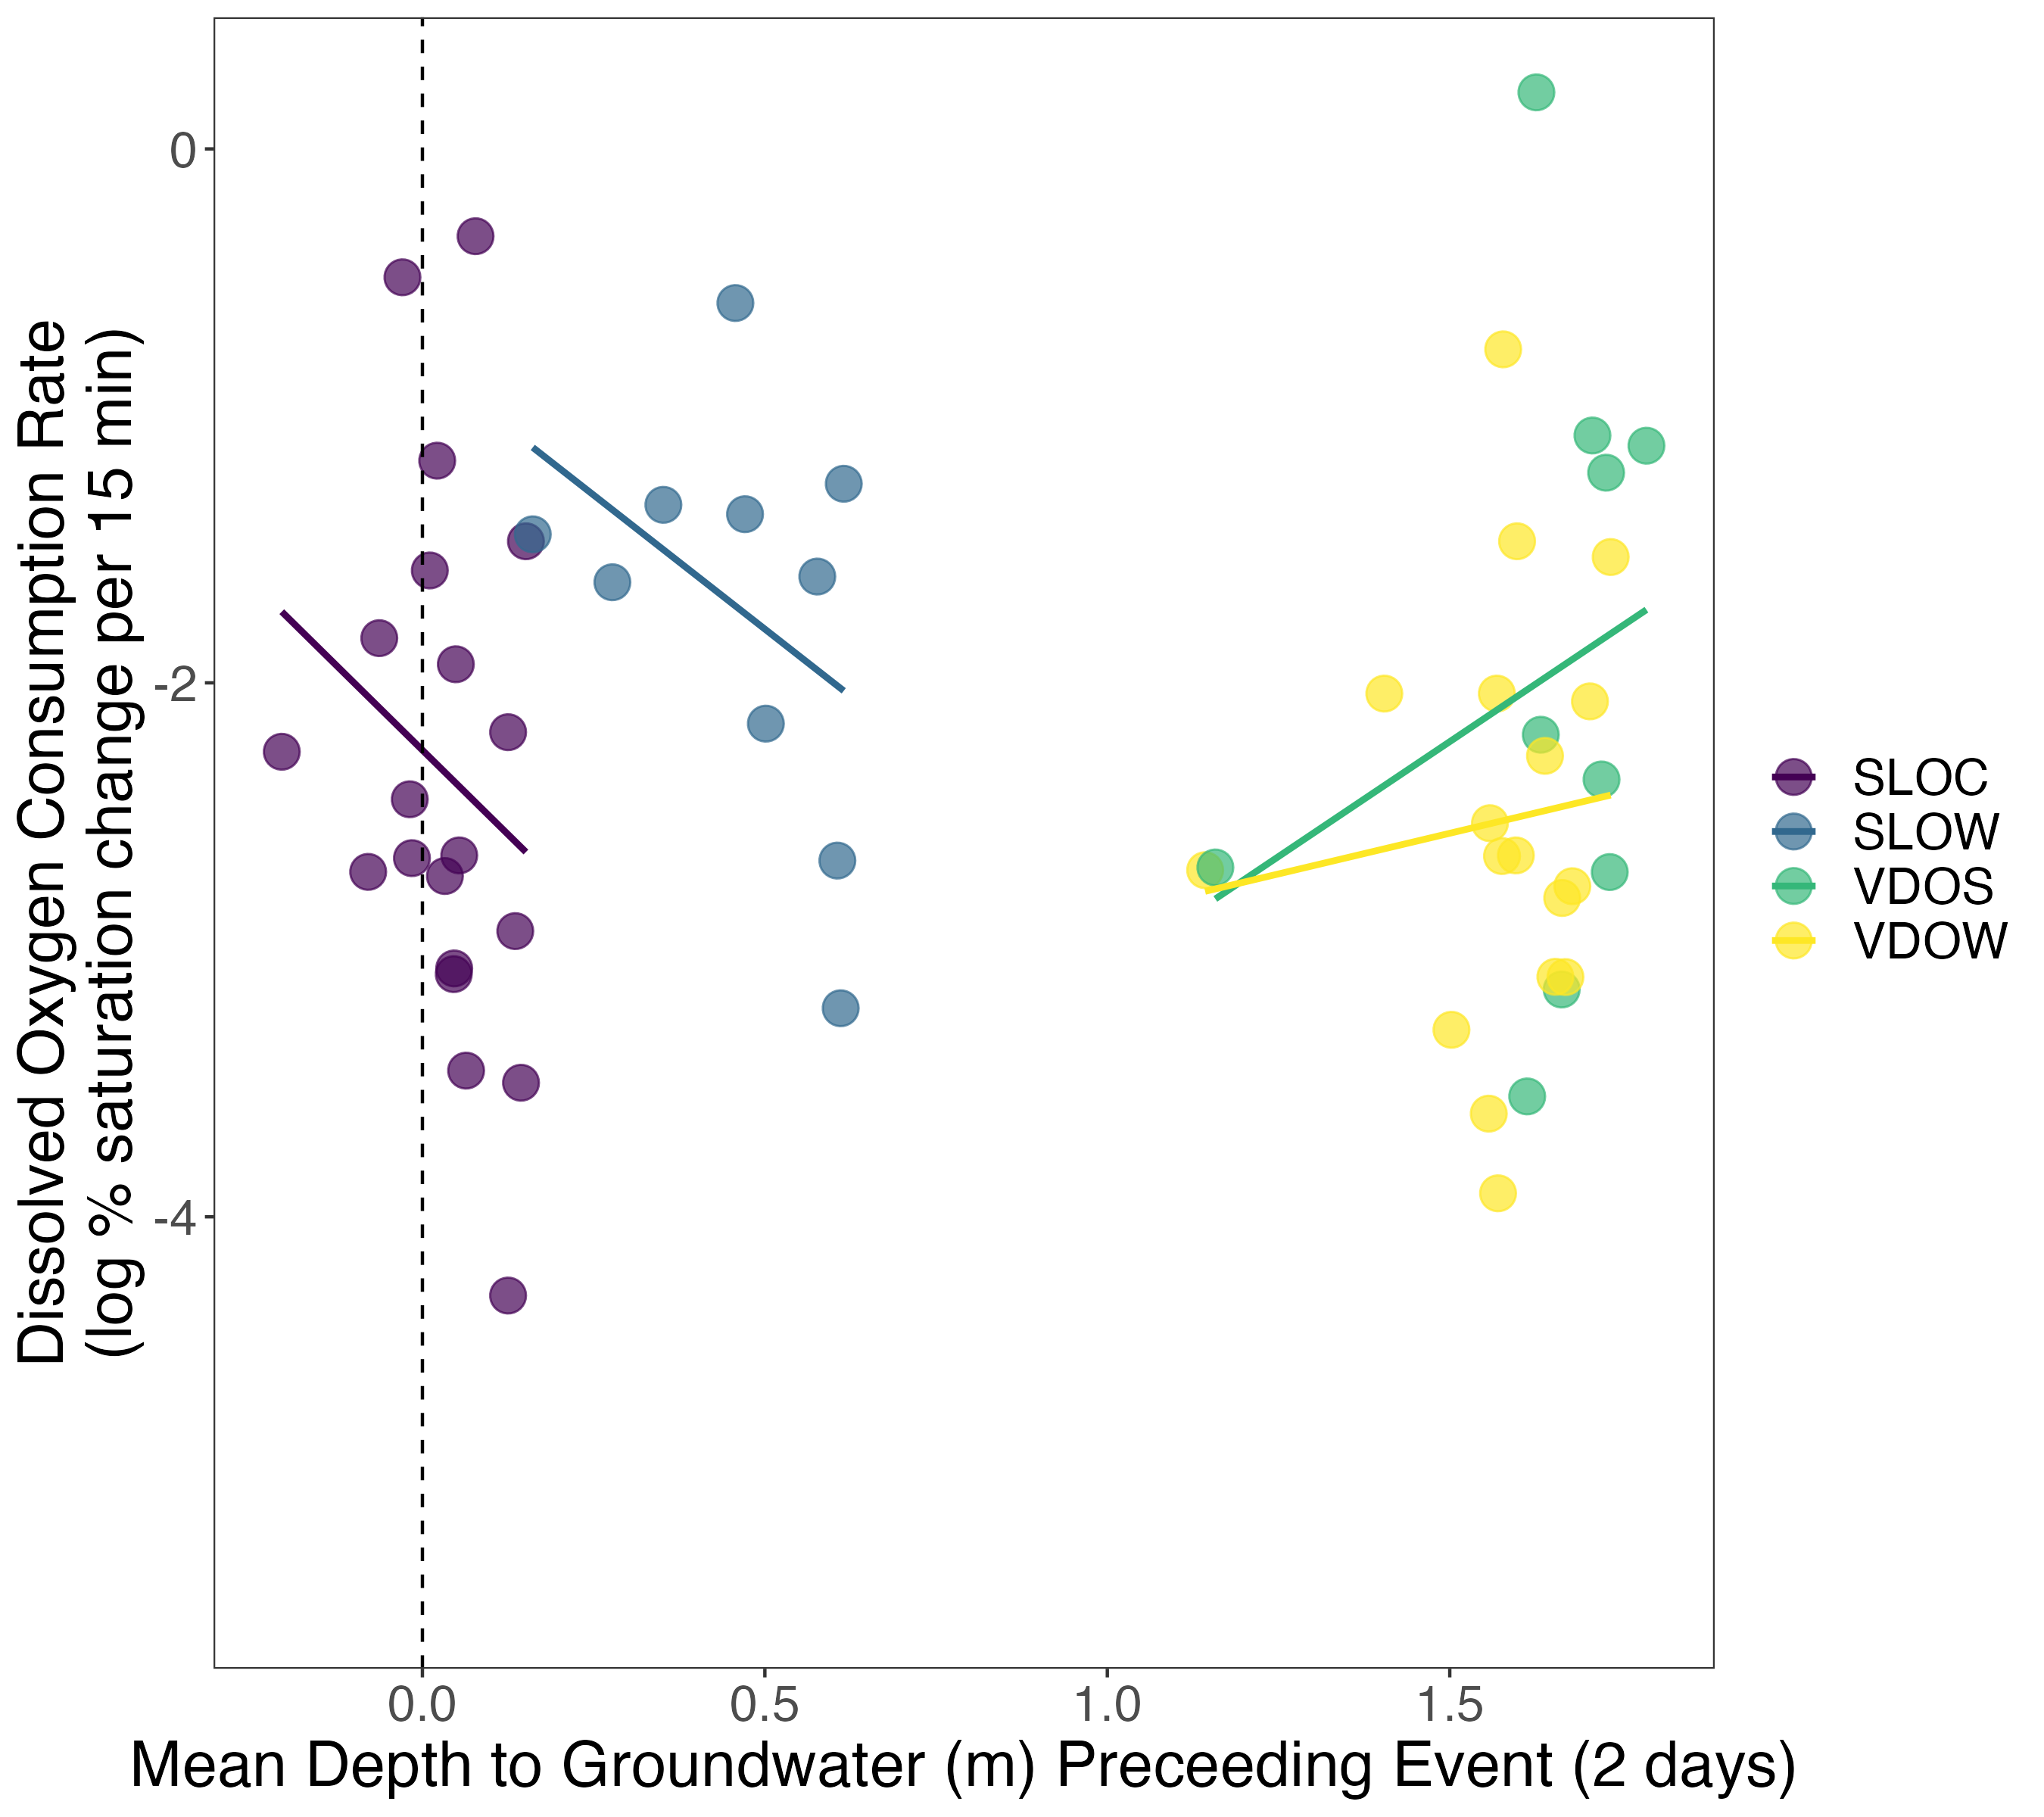 Dissolved Oxygen Consumption Rate
(log % saturation change per 15 min)
0
-2
-4
0.0
0.5
1.0
1.5
Mean Depth to Groundwater (m) Preceeding Event (2 days)
SLOC
SLOW
VDOS
VDOW